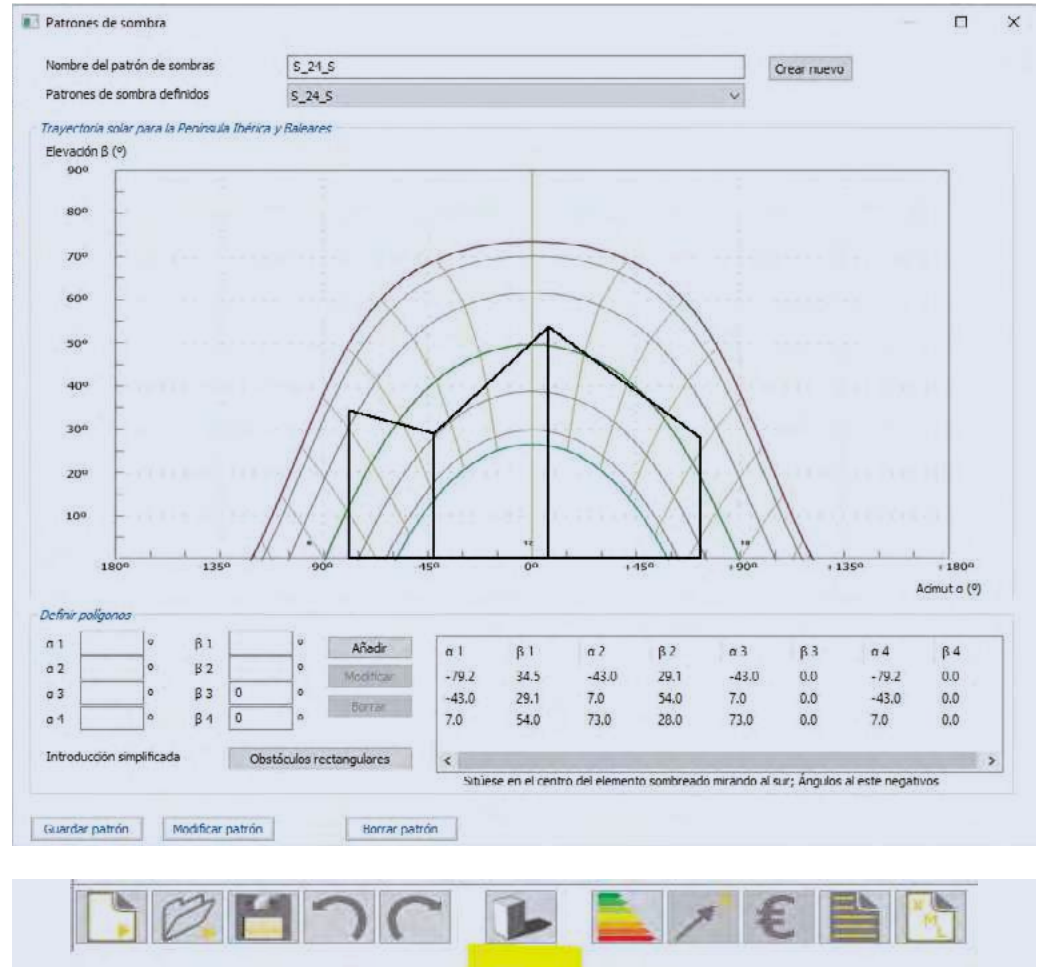 Patrones de sombra
Nombre del patrón de sombras S_24_S Crear nuevo
Patrones de sombra definidos S_24_S
Trayectoria solar para la Península Ibérica y Baleares
Elevación β (º)
90º
80º
70º
60º
50º
40º
30º
20º
10º
12 18
180º -135º -90º -45º 0º +45º +90º +135º +180º
Acimut α (º)
Definir polígonos
α 1 º β 1 º Añadir
α 2 º β 2 º Modificar
α 3 º β 3 0 º Borrar
α 4 º β 4 0 º
α 1 β 1 α 2 β 2 α 3 β 3 α 4 β 4
-79.2 34.5 -43.0 29.1 -43.0 0.0 -79.2 0.0
-43.0 29.1 7.0 54.0 7.0 0.0 -43.0 0.0
7.0 54.0 73.0 28.0 73.0 0.0 7.0 0.0
Introducción simplificada Obstáculos rectangulares
Sitúese en el centro del elemento sombreado mirando al sur; Ángulos al este negativos
Guardar patrón Modificar patrón Borrar patrón
€ X M L